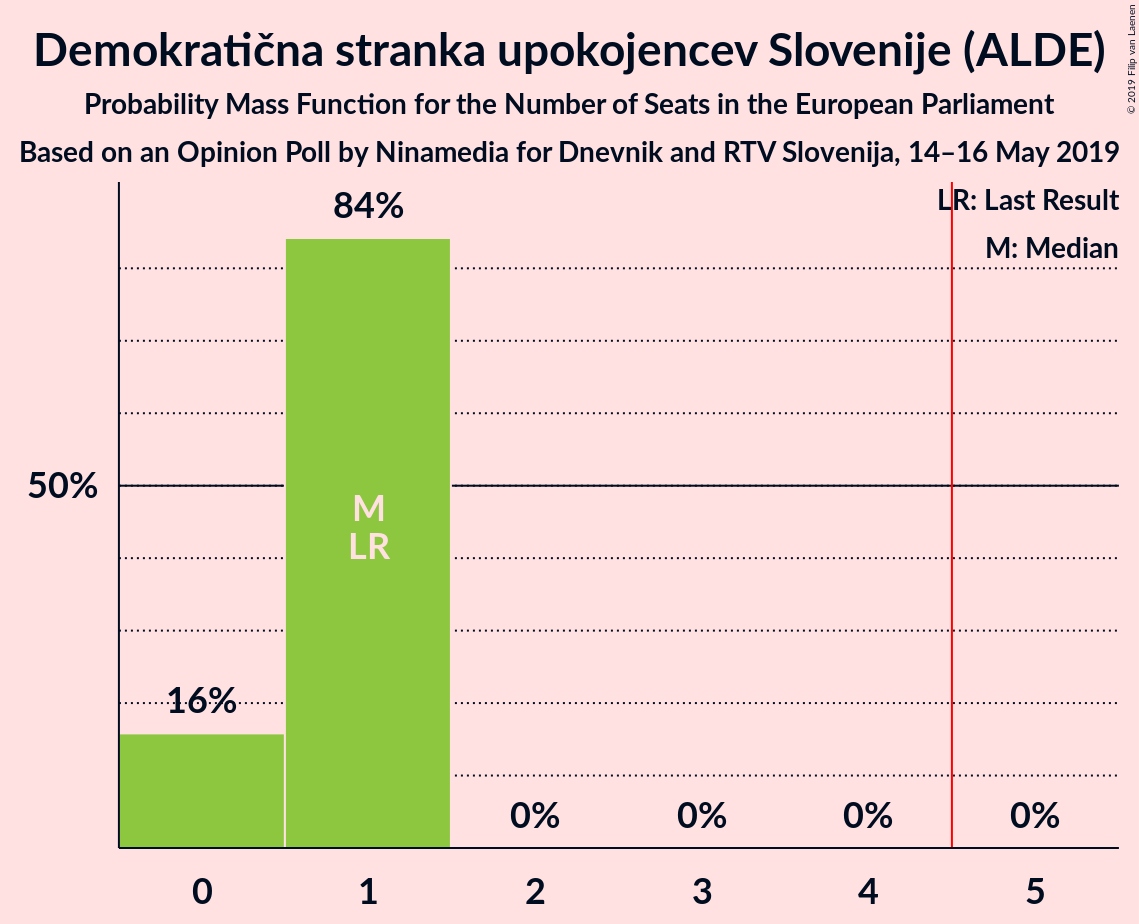 Demokratična stranka upokojencev Slovenije (ALDE)
Probability Mass Function for the Number of Seats in the European Parliament
Based on an Opinion Poll by Ninamedia for Dnevnik and RTV Slovenija, 14–16 May 2019
© 2019 Filip van Laenen
LR: Last Result
M: Median
84%
50%
M
LR
16%
0%
0%
0%
0%
0
1
2
3
4
5